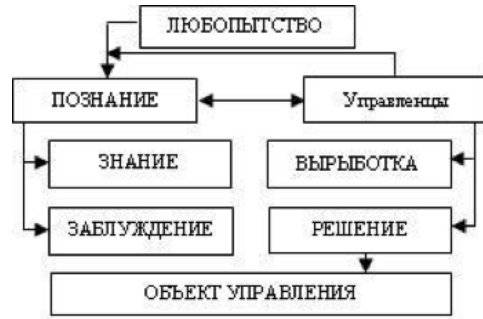 ЛЮБОПЫТСТВО
ПОЗНАНИЕ
Управленцы
ЗНАНИЕ
ВЫРЫБОТКА
ЗАБЛУЖДЕНИЕ
РЕШЕНИЕ
ОБЪЕКТ УПРАВЛЕНИЯ